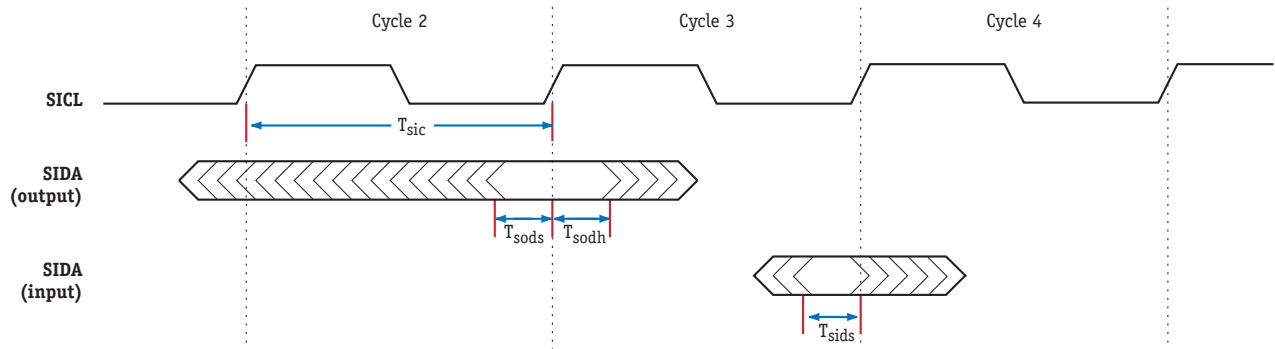 Cycle 2
Cycle 3
Cycle 4
SICL
Tsic
SIDA
(output)
Tsods
Tsodh
SIDA
(input)
Tsids